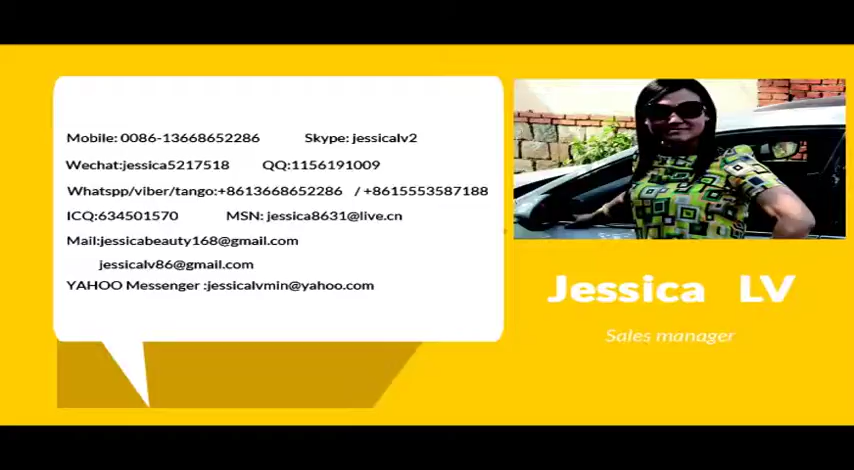 Mobile: 0086-13668652286 Skype: jessicalv2
Wechat:jessica5217518 QQ:1156191009
Whatspp/viber/tango:+8613668652286 / +8615553587188
ICQ:634501570 MSN: jessica8631@live.cn
Mail:jessicabeauty168@gmail.com
jessicalv86@gmail.com
YAHOO Messenger :jessicalvmin@yahoo.com
Jessica LV
Sales manager